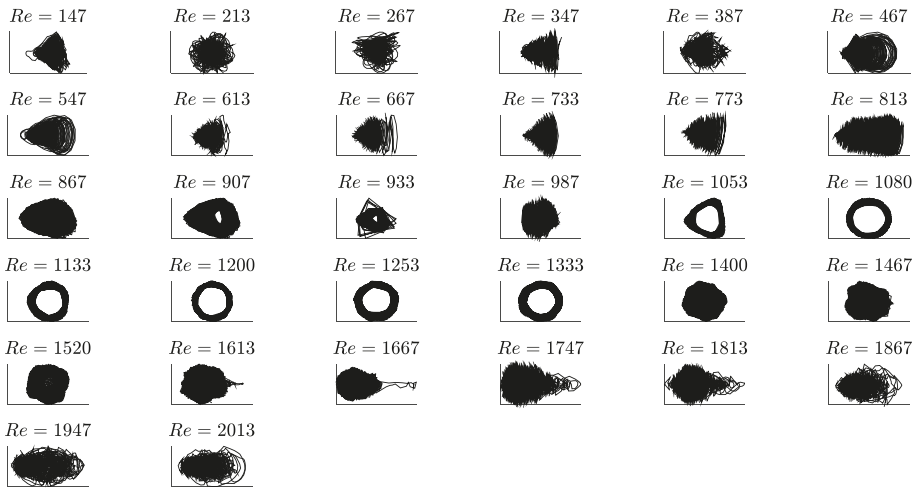 Re = 147 Re = 213 Re = 267 Re = 347 Re = 387 Re = 467
Re = 547 Re = 613 Re = 667 Re = 733 Re = 773 Re = 813
Re = 867 Re = 907 Re = 933 Re = 987 Re = 1053 Re = 1080
Re = 1133 Re = 1200 Re = 1253 Re = 1333 Re = 1400 Re = 1467
Re = 1520 Re = 1613 Re = 1667 Re = 1747 Re = 1813 Re = 1867
Re = 1947 Re = 2013